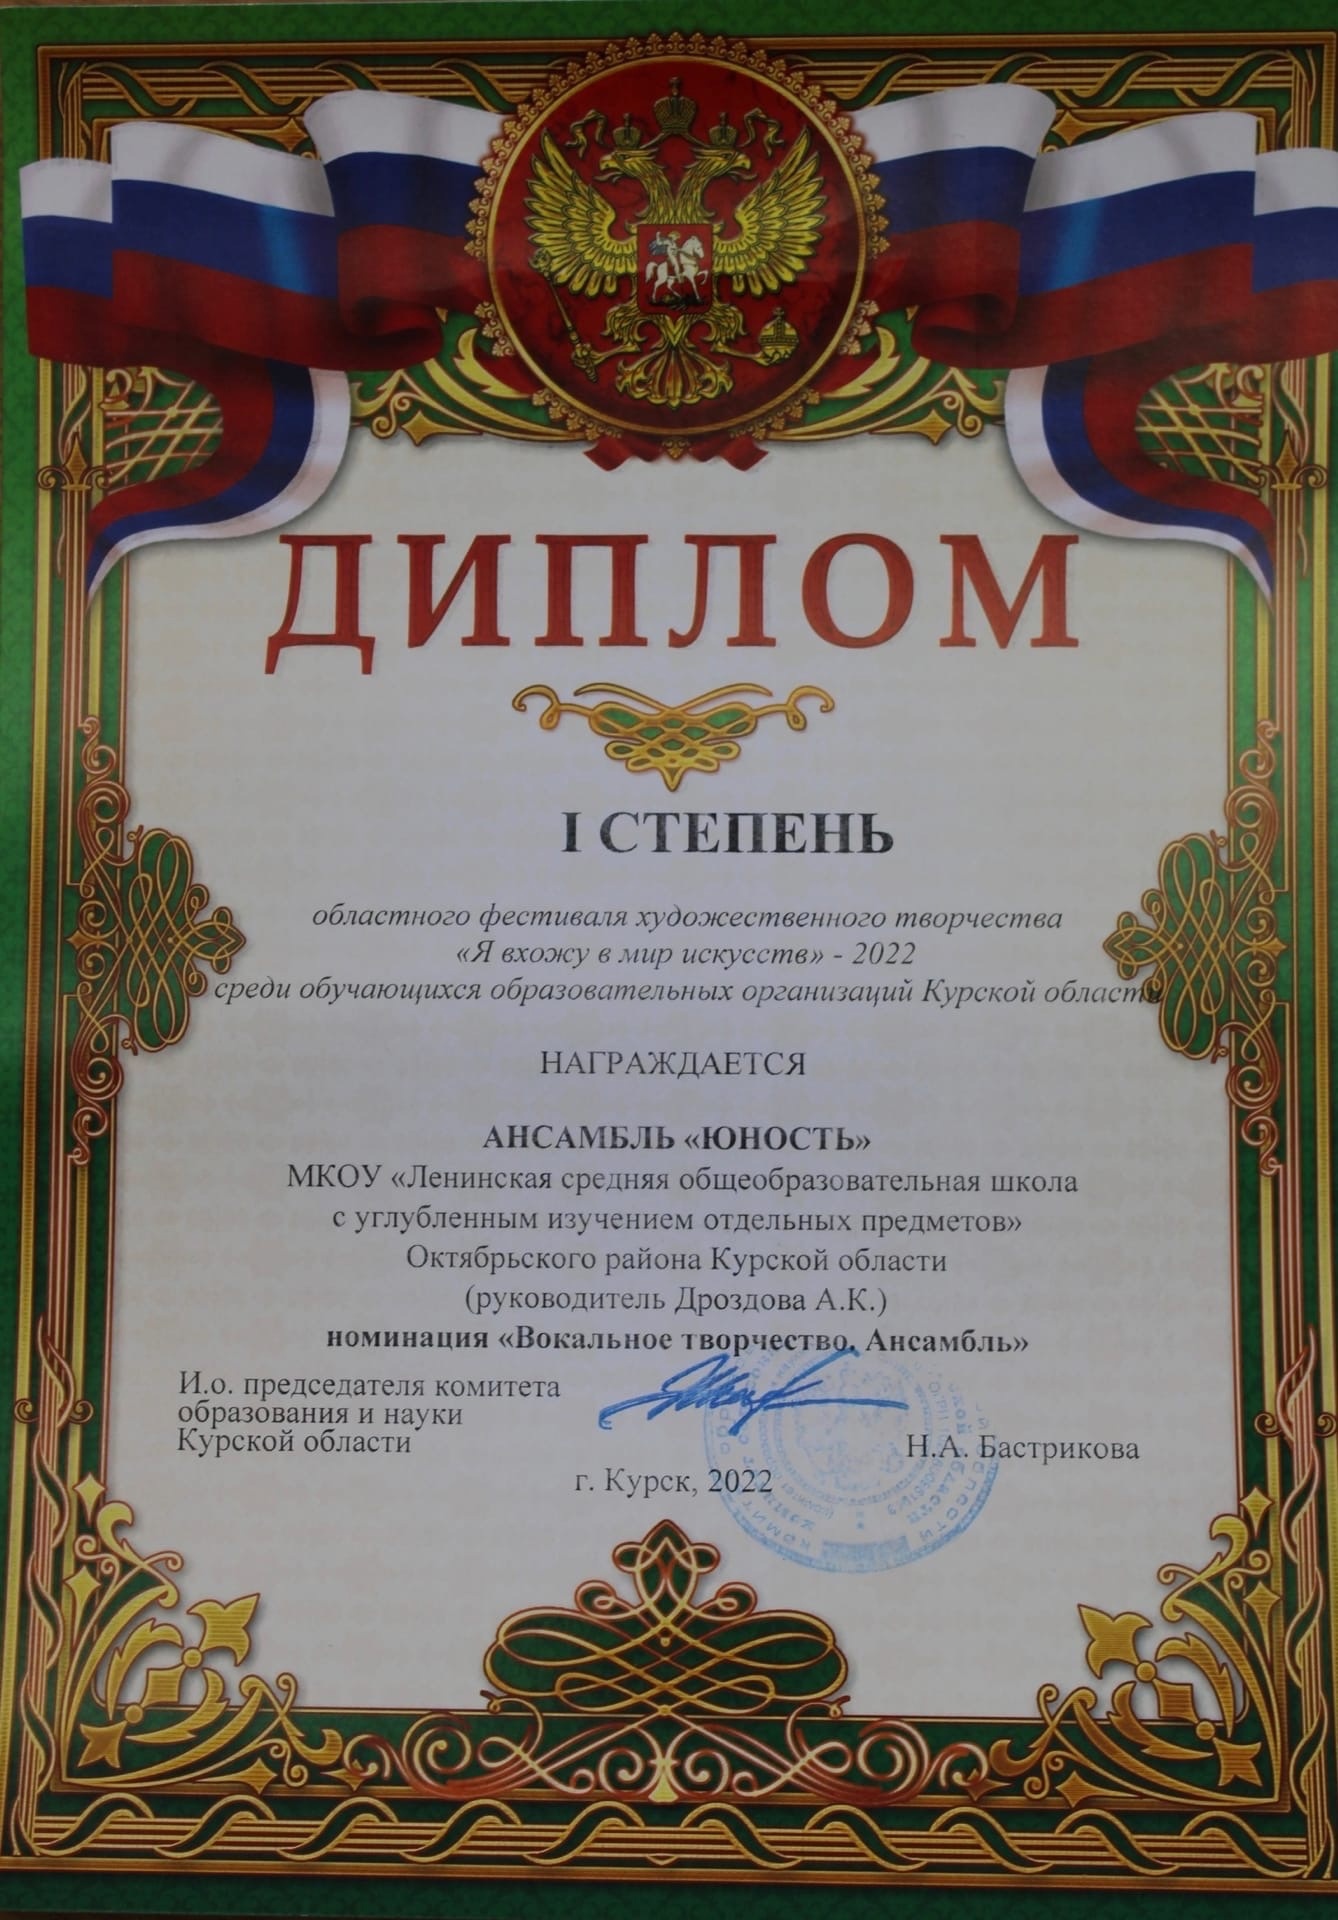 ДИПЛОМ
I СТЕПЕНЬ
областного фестиваля художественного творчества
«Я вхожу в мир искусств» - 2022
среди обучающихся образовательных организаций Курской области
НАГРАЖДАЕТСЯ
АНСАМБЛЬ «ЮНОСТЬ»
МКОУ «Ленинская средняя общеобразовательная школа
с углубленным изучением отдельных предметов»
Октябрьского района Курской области
(руководитель Дроздова А.К.)
номинация «Вокальное творчество. Ансамбль»
И.о. председателя комитета
образования и науки
Курской области
Н.А. Бастрикова
г. Курск, 2022